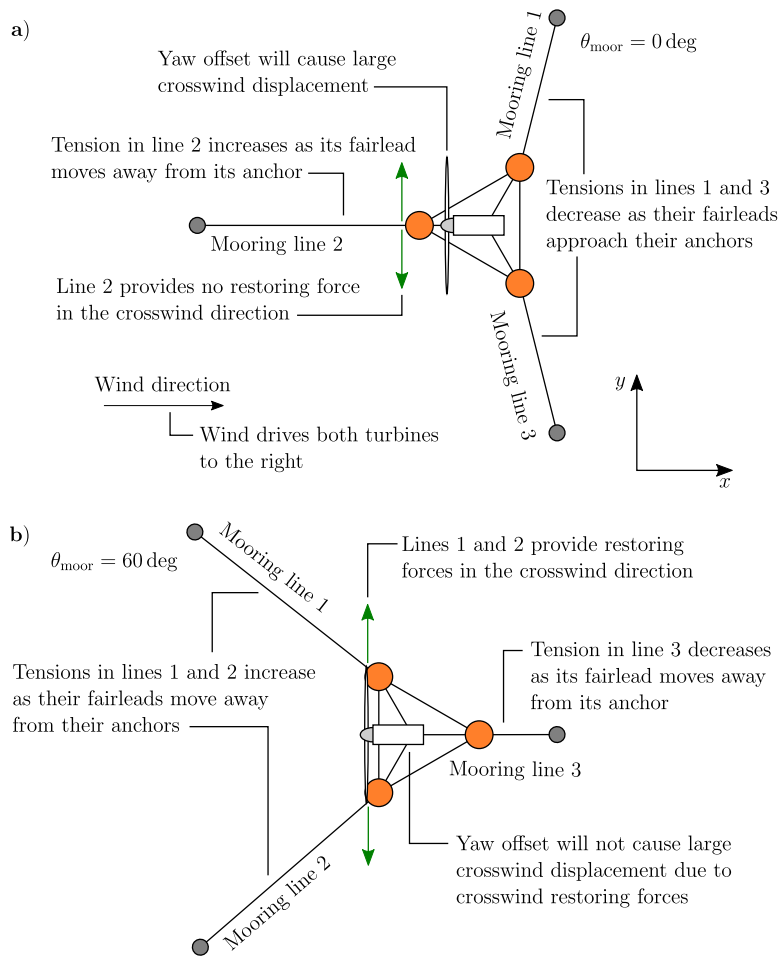 a)
Mooring line 1
θmoor = 0 deg
Yaw offset will cause large
crosswind displacement
Tension in line 2 increases as its fairlead
moves away from its anchor
Tensions in lines 1 and 3
decrease as their fairleads
approach their anchors
Mooring line 2
Line 2 provides no restoring force
in the crosswind direction
Mooring line 3
Wind direction
Wind drives both turbines
to the right
y
x
b)
θmoor = 60 deg
Mooring line 1
Lines 1 and 2 provide restoring
forces in the crosswind direction
Tensions in lines 1 and 2 increase
as their fairleads move away
from their anchors
Tension in line 3 decreases
as its fairlead moves away
from its anchor
Mooring line 3
Mooring line 2
Yaw offset will not cause large
crosswind displacement due to
crosswind restoring forces